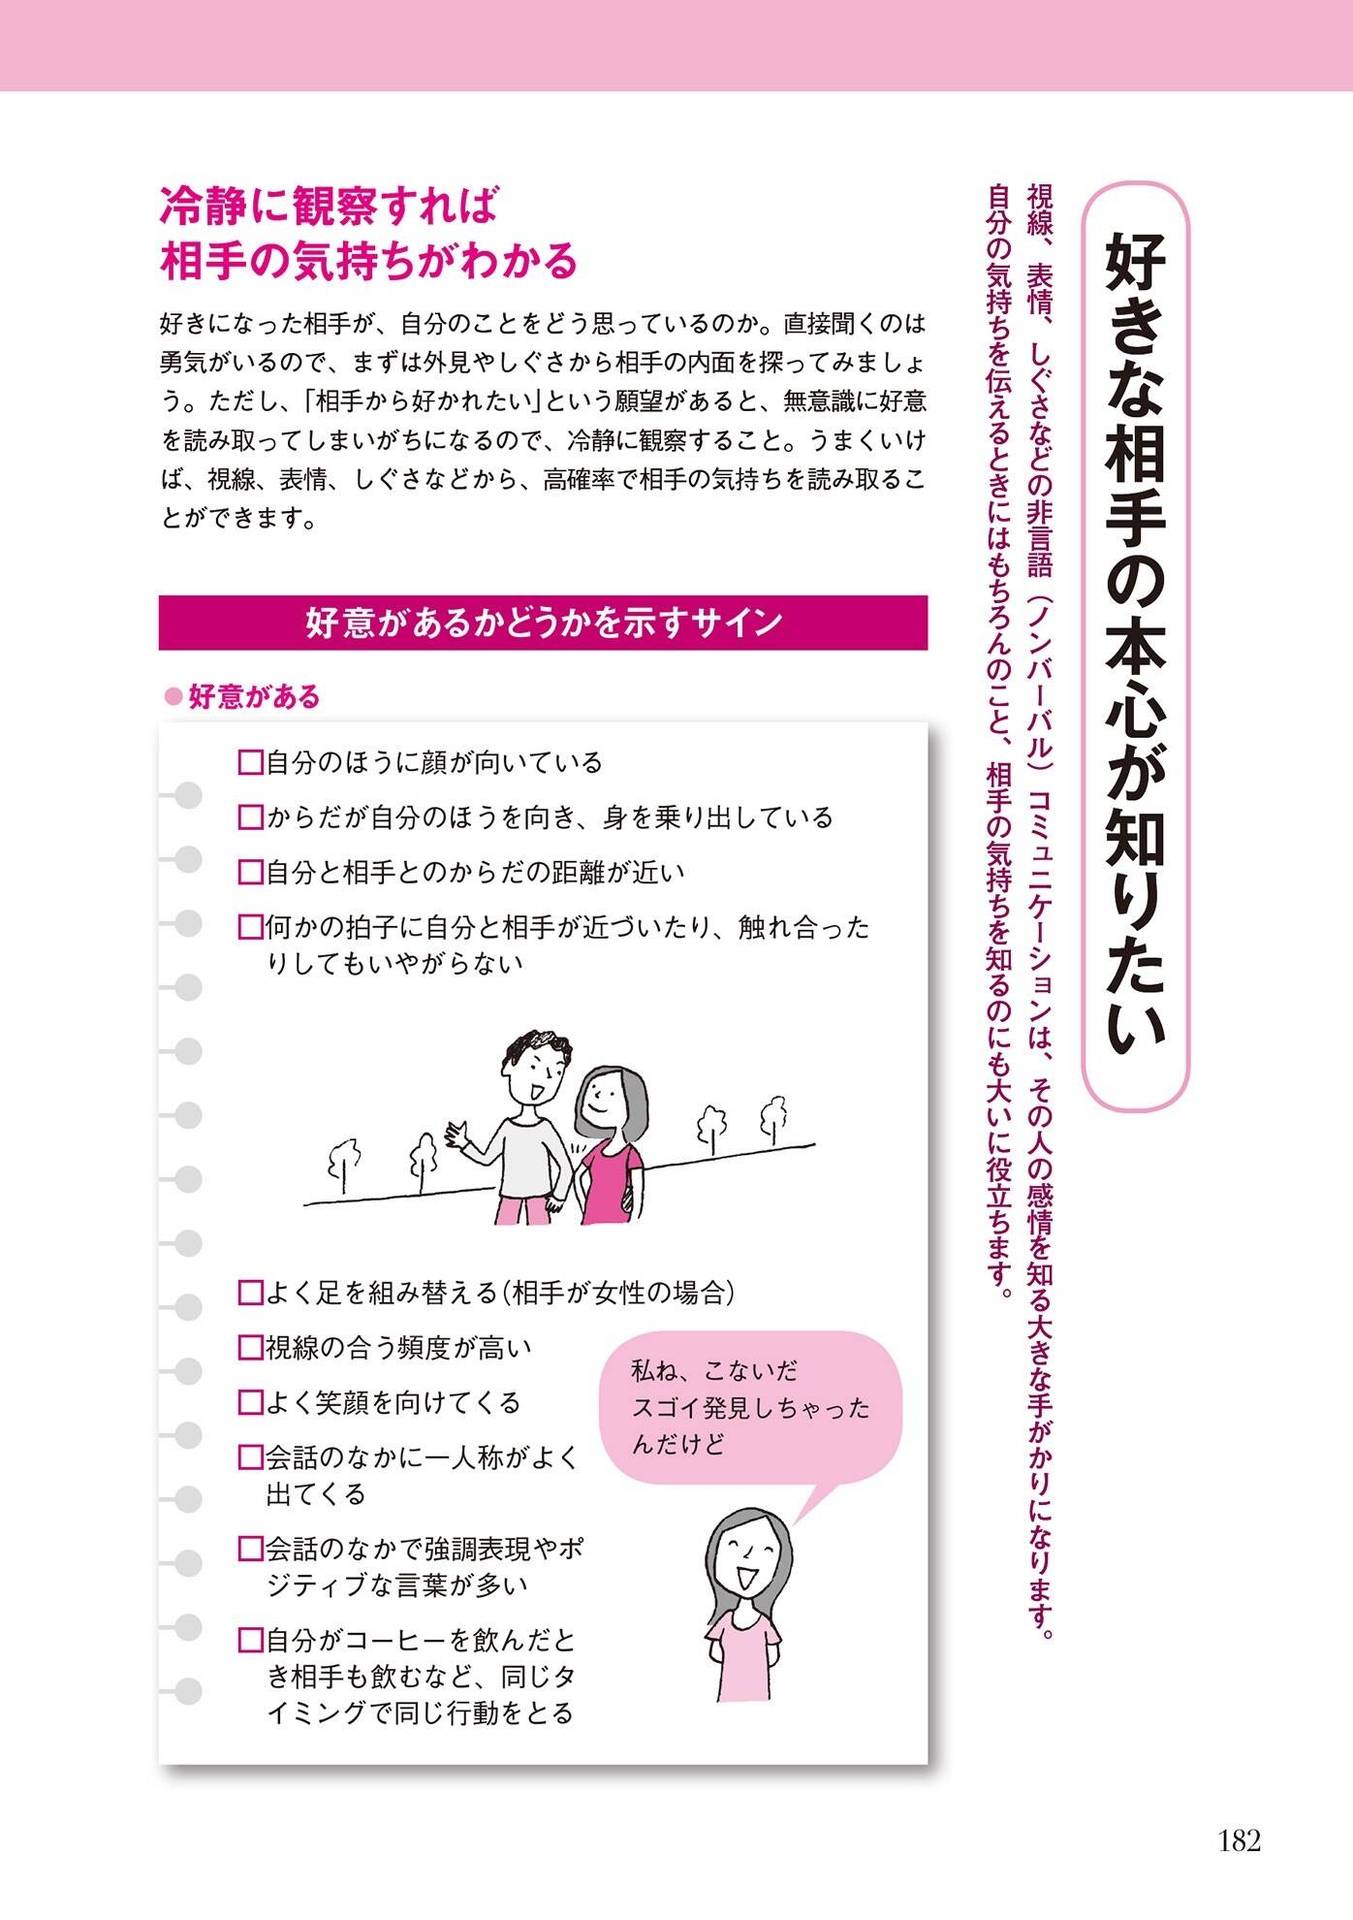 好きな相手の本心が知りたい
視線、表情、しぐさなどの非言語（ノンバーバル）コミュニケーションは、その人の感情を知る大きな手がかりになります。
自分の気持ちを伝えるときにはもちろんのこと、相手の気持ちを知るのにも大いに役立ちます。
冷静に観察すれば
相手の気持ちがわかる
好きになった相手が、自分のことをどう思っているのか。直接聞くのは
勇気がいるので、まずは外見やしぐさから相手の内面を探ってみましょ
う。ただし、「相手から好かれたい」という願望があると、無意識に好意
を読み取ってしまいがちになるので、冷静に観察すること。うまくいけ
ば、視線、表情、しぐさなどから、高確率で相手の気持ちを読み取るこ
とができます。
好意があるかどうかを示すサイン
●好意がある
□自分のほうに顔が向いている
□からだが自分のほうを向き、身を乗り出している
□自分と相手とのからだの距離が近い
□何かの拍子に自分と相手が近づいたり、触れ合った
りしてもいやがらない
□よく足を組み替える（相手が女性の場合）
□視線の合う頻度が高い
□よく笑顔を向けてくる
□会話のなかに一人称がよく
出てくる
□会話のなかで強調表現やポ
ジティブな言葉が多い
□自分がコーヒーを飲んだと
き相手も飲むなど、同じタ
イミングで同じ行動をとる
私ね、こないだ
スゴイ発見しちゃった
んだけど
182